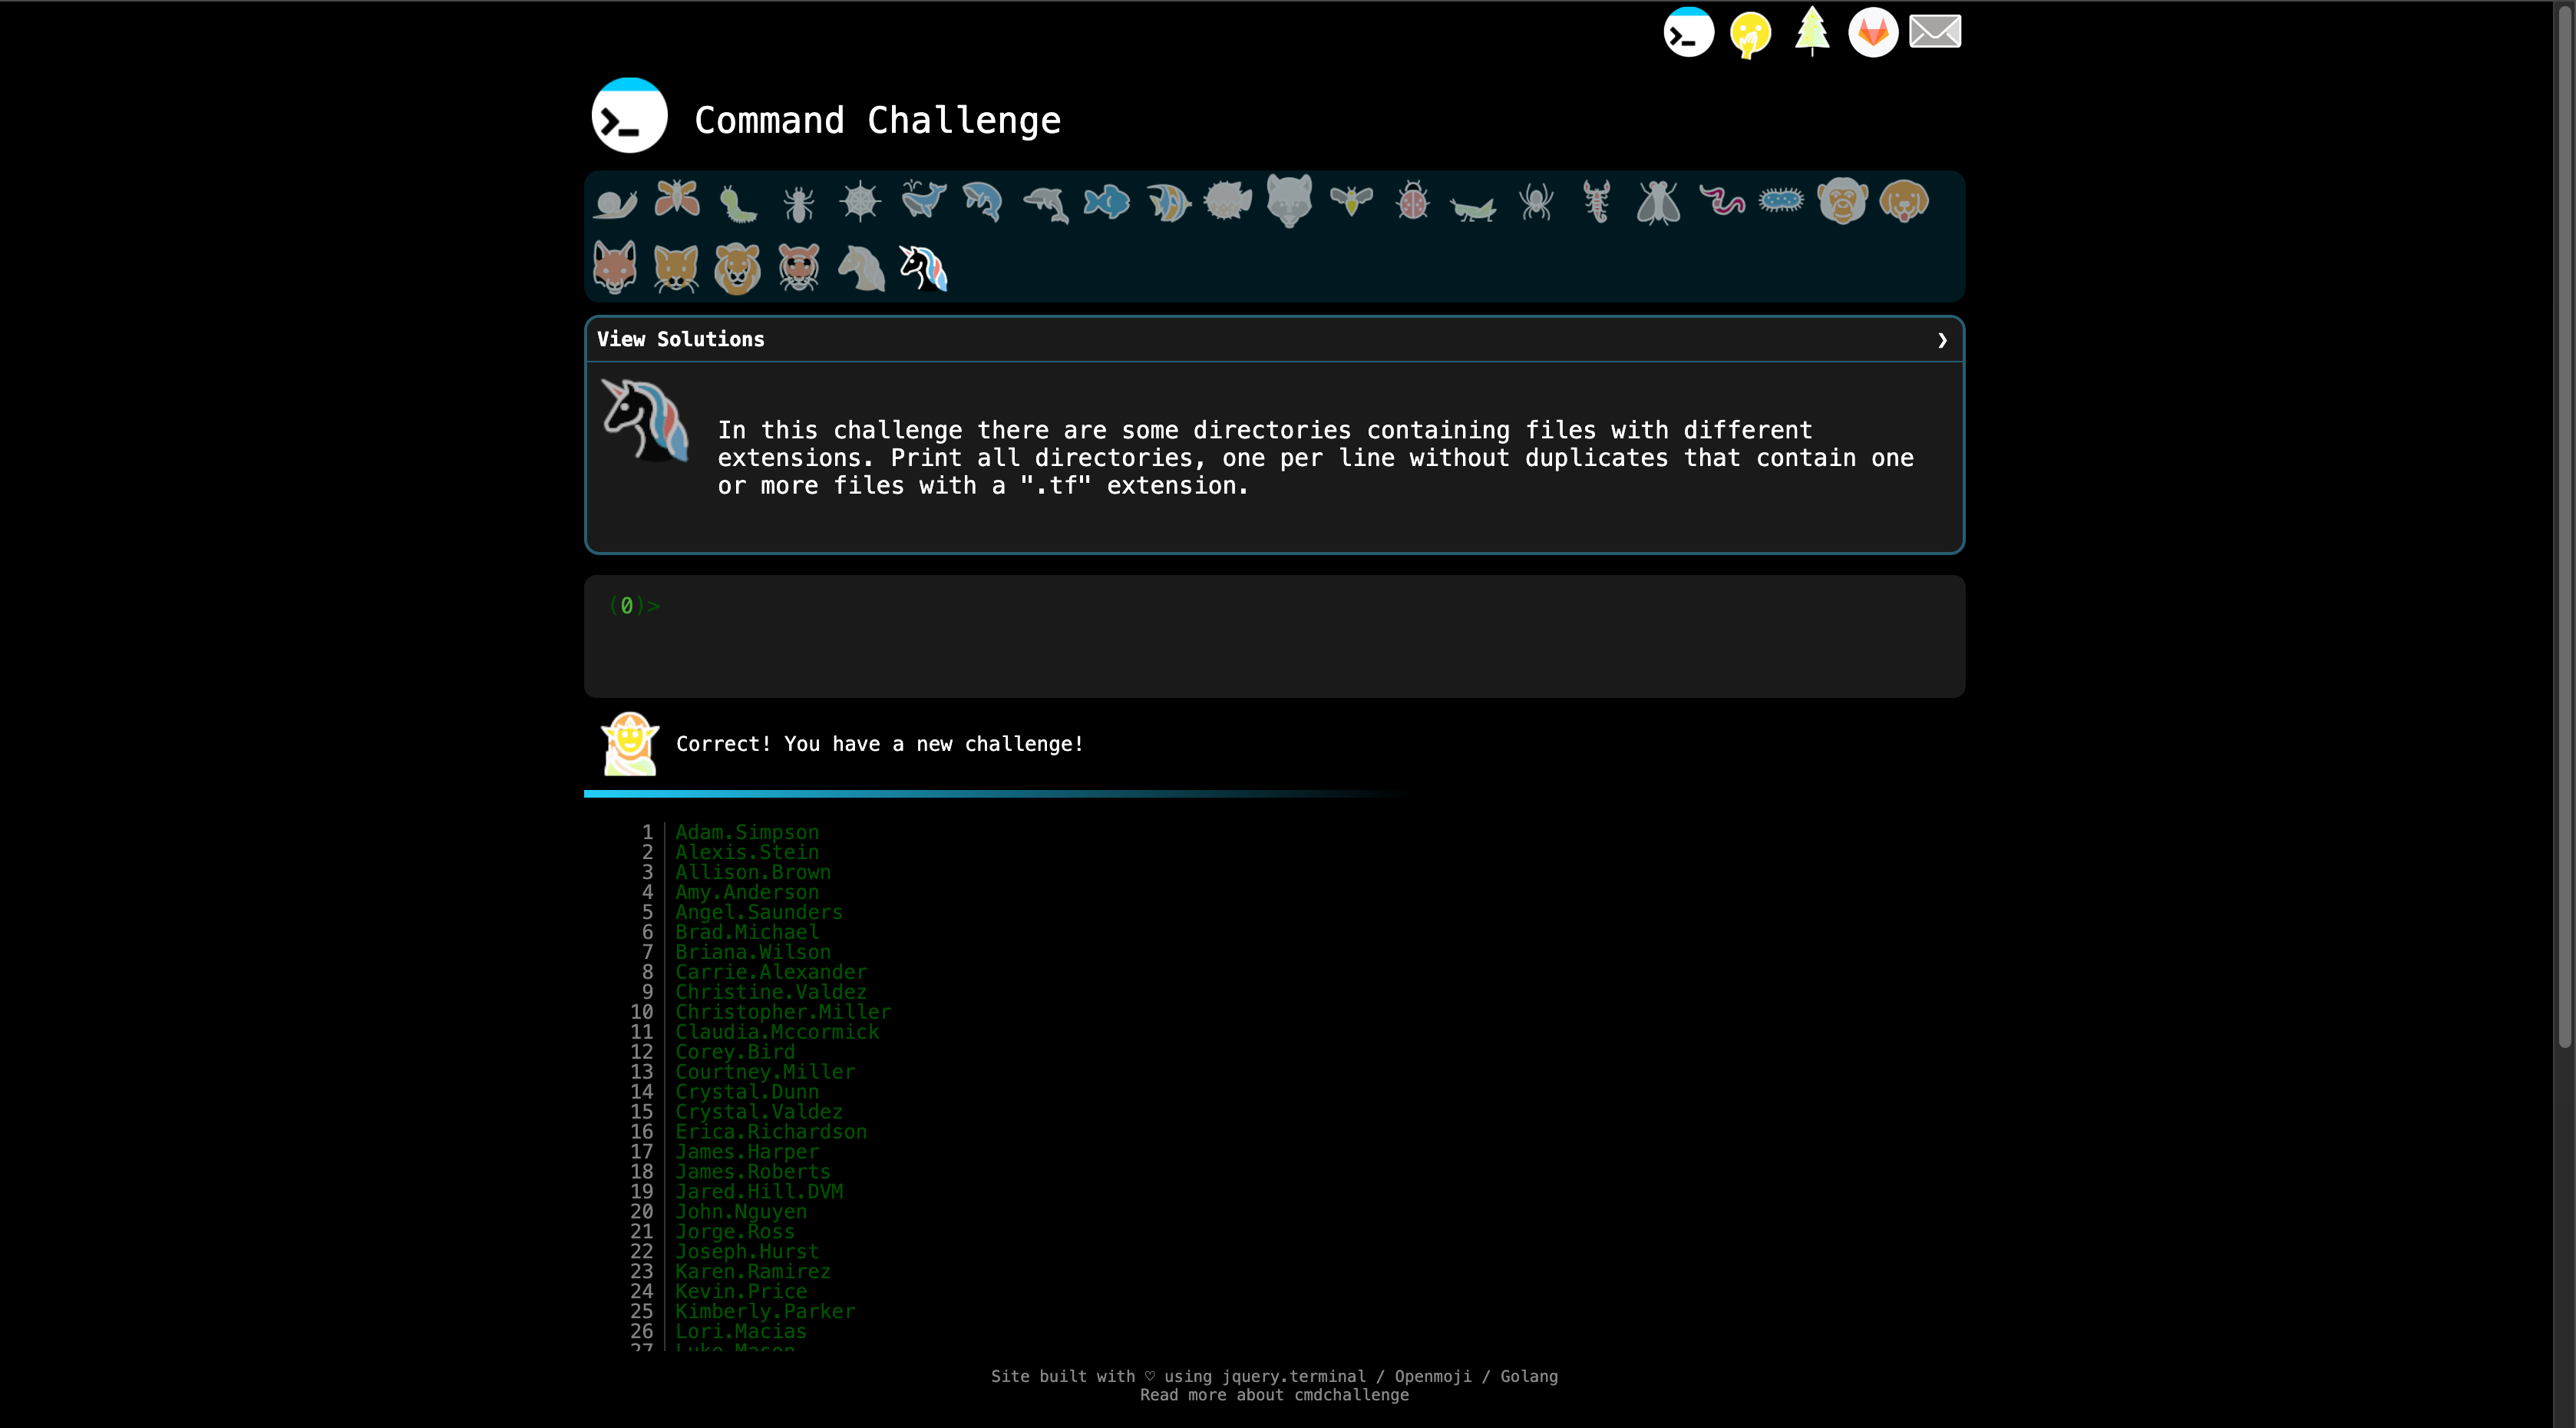 Command Challenge
View Solutions ❯
In this challenge there are some directories containing files with different
extensions. Print all directories, one per line without duplicates that contain one
or more files with a ".tf" extension.
(0)>
Correct! You have a new challenge!
1 Adam.Simpson
2 Alexis.Stein
3 Allison.Brown
4 Amy.Anderson
5 Angel.Saunders
6 Brad.Michael
7 Briana.Wilson
8 Carrie.Alexander
9 Christine.Valdez
10 Christopher.Miller
11 Claudia.Mccormick
12 Corey.Bird
13 Courtney.Miller
14 Crystal.Dunn
15 Crystal.Valdez
16 Erica.Richardson
17 James.Harper
18 James.Roberts
19 Jared.Hill.DVM
20 John.Nguyen
21 Jorge.Ross
22 Joseph.Hurst
23 Karen.Ramirez
24 Kevin.Price
25 Kimberly.Parker
26 Lori.Macias
27 Luke.Mason
Site built with ♡ using jquery.terminal / Openmoji / Golang
Read more about cmdchallenge